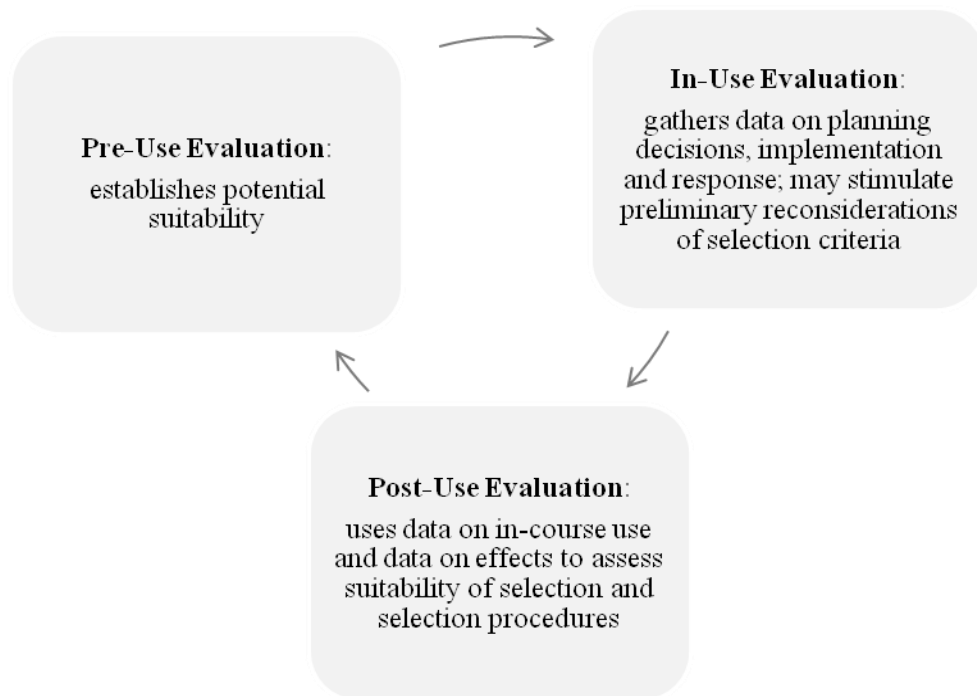 Pre-Use Evaluation:
establishes potential
suitability
In-Use Evaluation:
gathers data on planning
decisions, implementation
and response; may stimulate
preliminary reconsiderations
of selection criteria
Post-Use Evaluation:
uses data on in-course use
and data on effects to assess
suitability of selection and
selection procedures